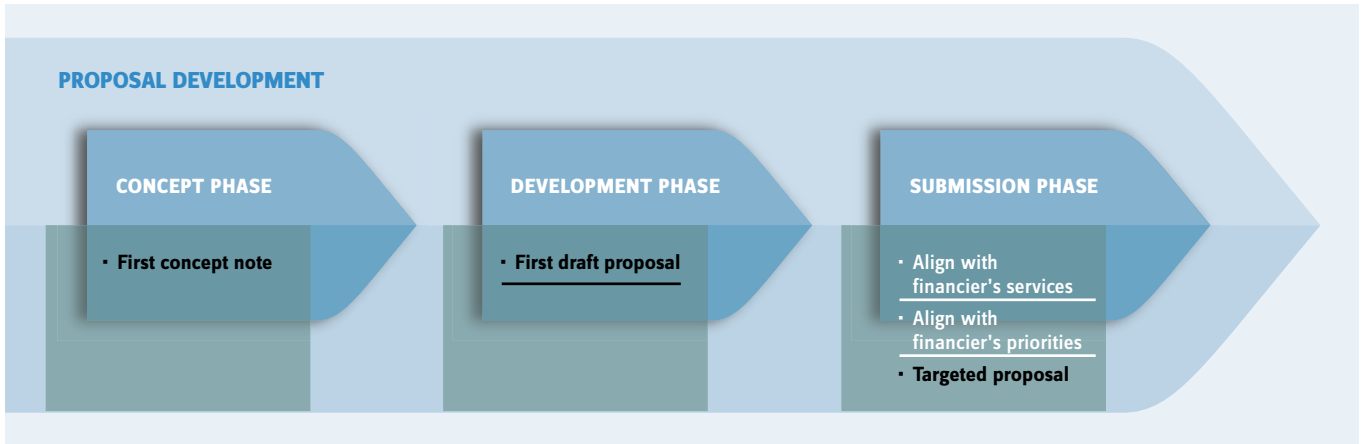 PROPOSAL DEVELOPMENT
CONCEPT PHASE
· First concept note
DEVELOPMENT PHASE
· First draft proposal
SUBMISSION PHASE
· Align with
financier's services
· Align with
financier's priorities
· Targeted proposal